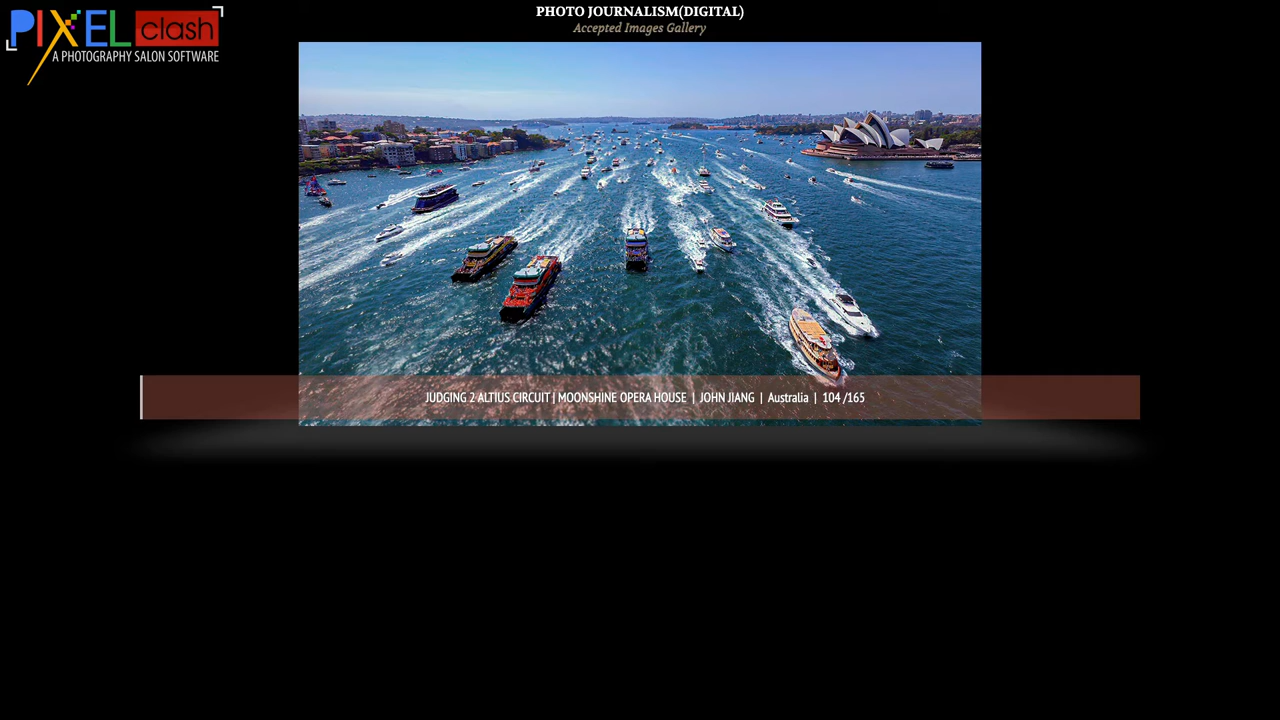 PIXEL clash
A PHOTOGRAPHY SALON SOFTWARE
PHOTO JOURNALISM(DIGITAL)
Accepted Images Gallery
JUDGING 2 ALTIUS CIRCUIT | MOONSHINE OPERA HOUSE | JOHN JIANG | Australia | 104 /165